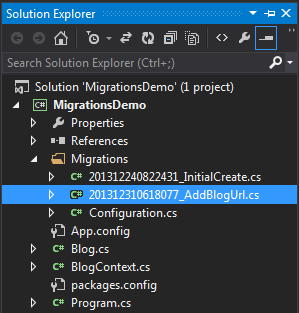 Solution Explorer
Search Solution Explorer (Ctrl+;)
Solution 'MigrationsDemo' (1 project)
C# MigrationsDemo
Properties
References
Migrations
C# 201312240822431_InitialCreate.cs
C# 201312310618077_AddBlogUrl.cs
C# Configuration.cs
App.config
C# Blog.cs
C# BlogContext.cs
packages.config
C# Program.cs